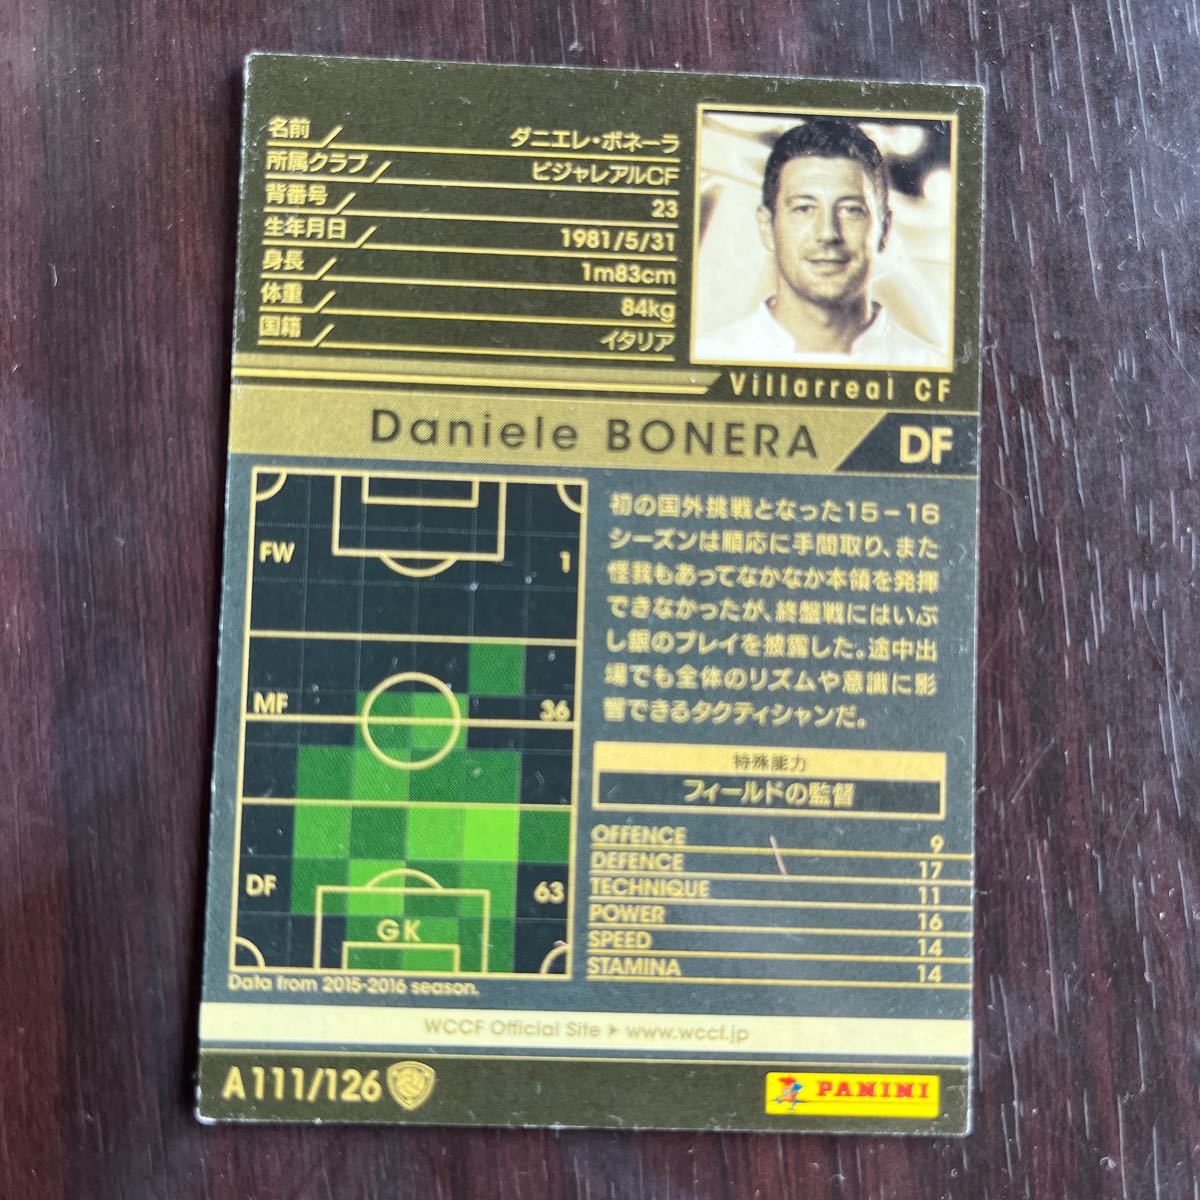 名前 ダニエレ・ボネーラ
所属クラブ ビジャレアルCF
背番号 23
生年月日 1981/5/31
身長 1m83cm
体重 84kg
国籍 イタリア
Villarreal CF
Daniele BONERA DF
FW 1
MF 36
DF 63
GK
Data from 2015-2016 season.
初の国外挑戦となった15－16
シーズンは順応に手間取り、また
怪我もあってなかなか本領を発揮
できなかったが、終盤戦にはいぶ
し銀のプレイを披露した。途中出
場でも全体のリズムや意識に影
響できるタクティシャンだ。
特殊能力
フィールドの監督
OFFENCE 9
DEFENCE 17
TECHNIQUE 11
POWER 16
SPEED 14
STAMINA 14
WCCF Official Site ▶ www.wccf.jp
A111/126
PANINI